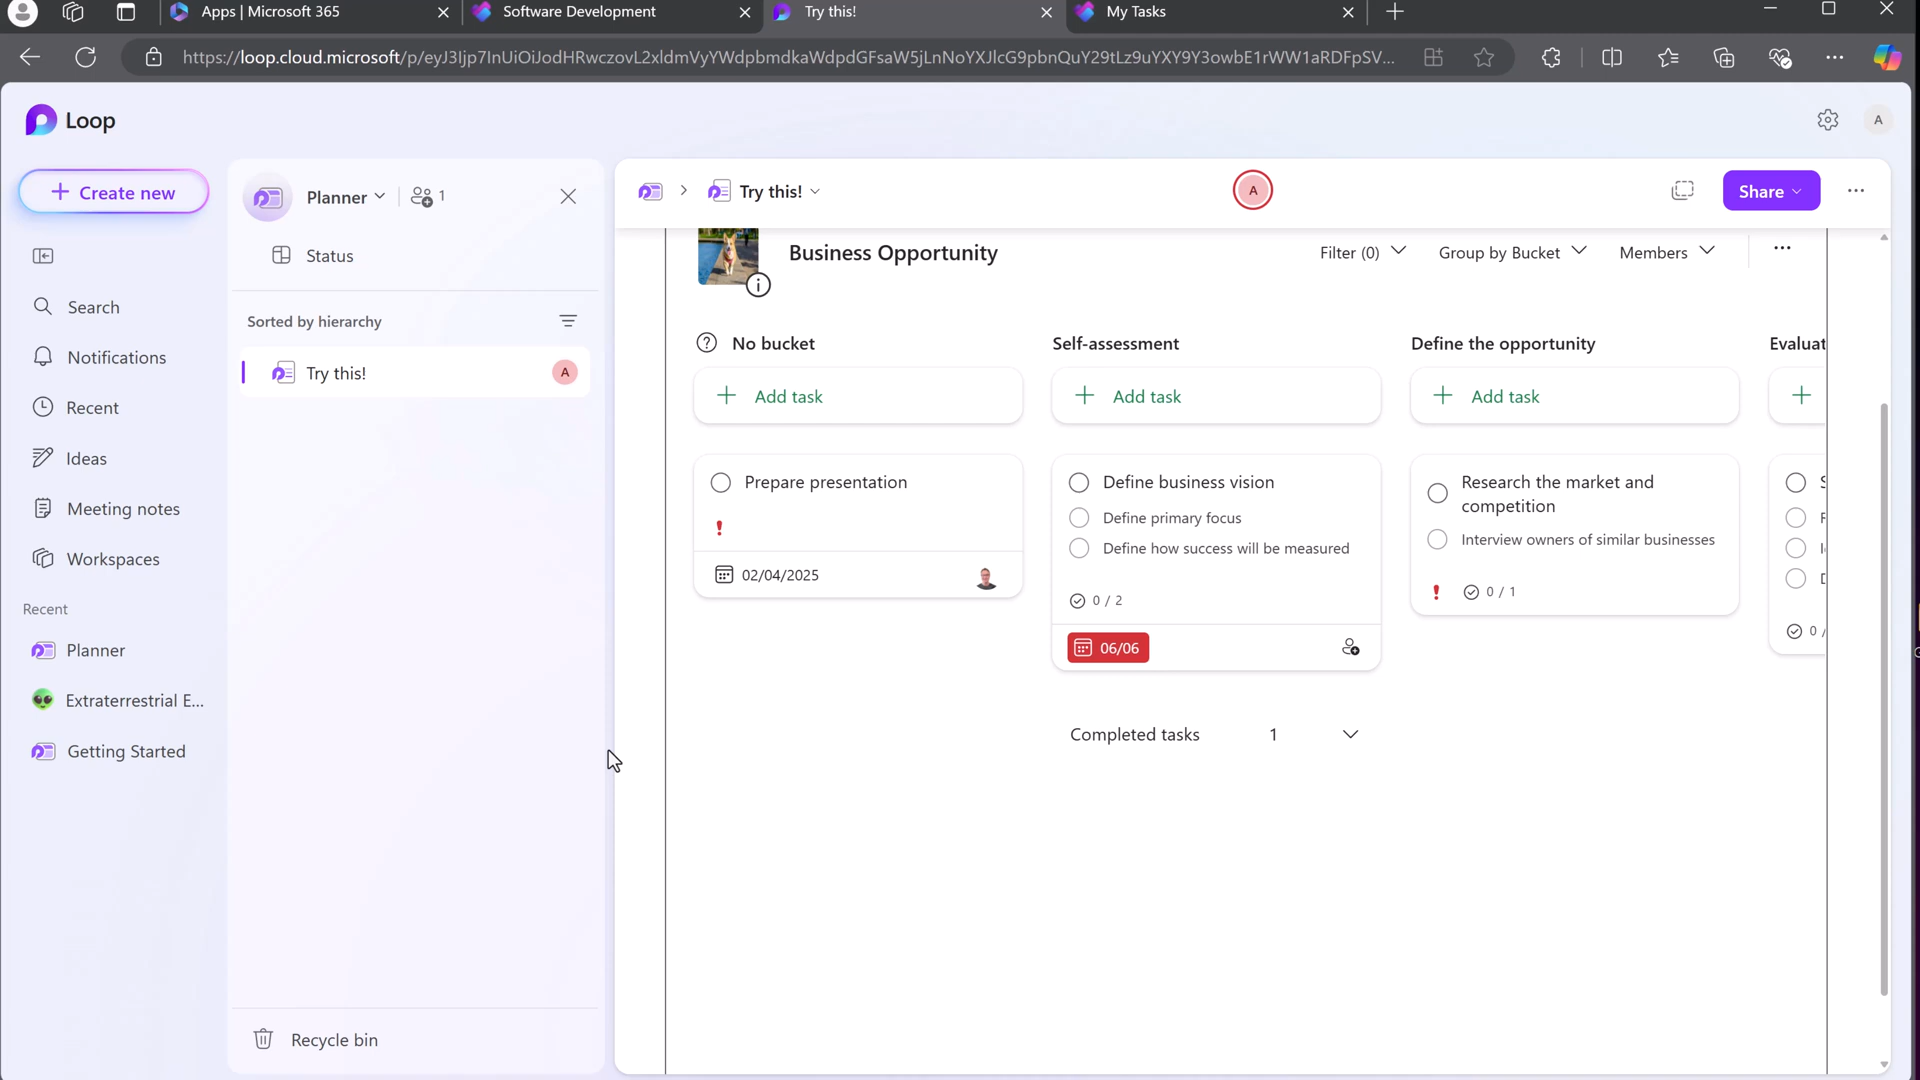 Apps | Microsoft 365
Software Development
Try this!
My Tasks
Loop
A
Create new
Planner
1
Try this!
A
Share
Status
Business Opportunity
Filter (0)
Group by Bucket
Members
Search
Sorted by hierarchy
No bucket
Self-assessment
Define the opportunity
Evaluat
Notifications
Try this!
A
Add task
Add task
Add task
Recent
Ideas
Prepare presentation
Define business vision
Research the market and
competition
Meeting notes
Define primary focus
Define how success will be measured
Interview owners of similar businesses
Workspaces
02/04/2025
0 / 2
0 / 1
0 /
Recent
Planner
06/06
Extraterrestrial E...
Getting Started
Completed tasks
1
Recycle bin